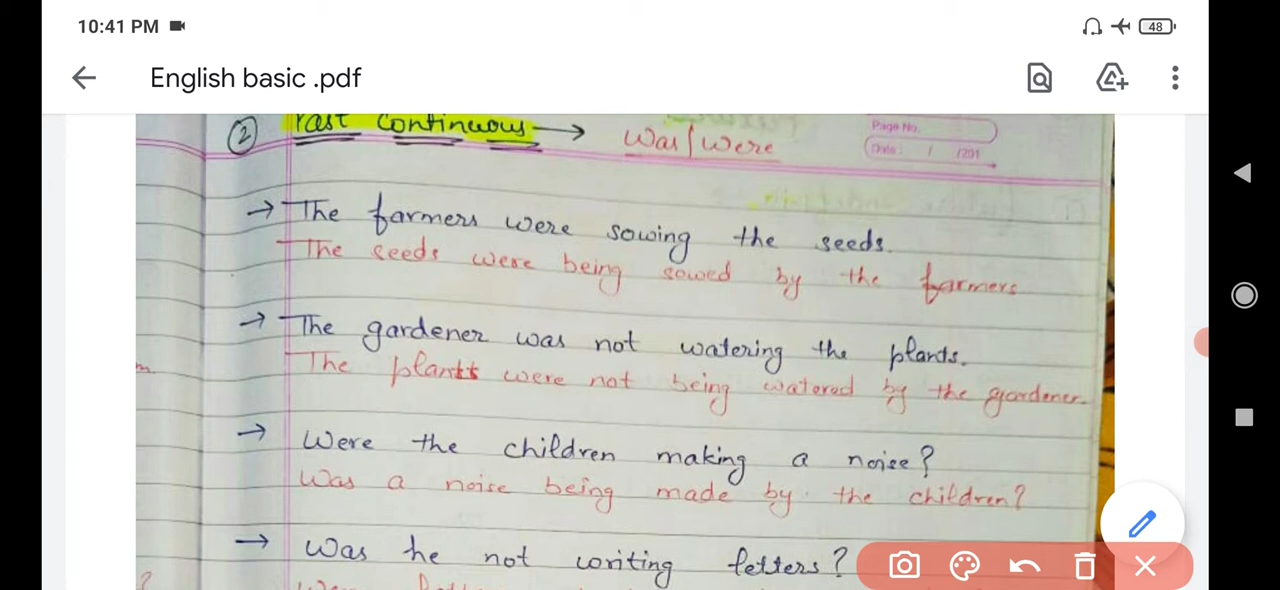 10:41 PM
48
English basic .pdf
② Past Continuous → Was/Were
Page No.
Date: / /201
→ The farmers were sowing the seeds.
The seeds were being sowed by the farmers
→ The gardener was not watering the plants.
The plants were not being watered by the gardener.
→ Were the children making a noise?
Was a noise being made by the children?
→ Was he not writing letters?